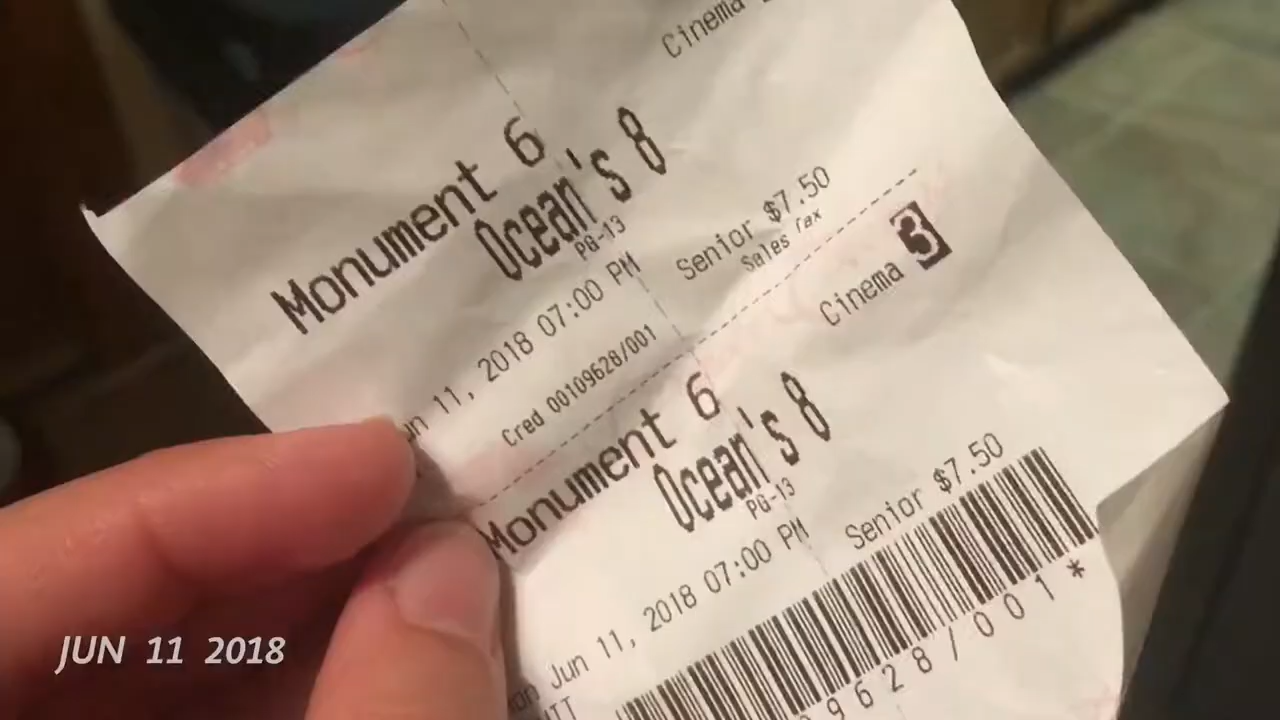 Cinema
Monument 6
Ocean's 8
PG-13
un 11, 2018 07:00 PM
Senior $7.50
Sales Tax
Cred 00109628/001
Cinema 3
Monument 6
Ocean's 8
PG-13
on Jun 11, 2018 07:00 PM
Senior $7.50
9628/001*
JUN 11 2018